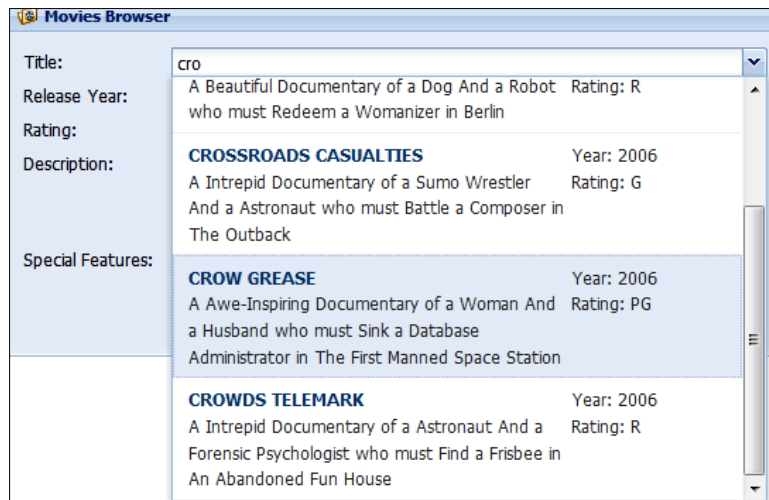 Movies Browser
Title:
cro
Release Year:
Rating:
Description:
Special Features:
A Beautiful Documentary of a Dog And a Robot Rating: R
who must Redeem a Womanizer in Berlin
CROSSROADS CASUALTIES Year: 2006
A Intrepid Documentary of a Sumo Wrestler Rating: G
And a Astronaut who must Battle a Composer in
The Outback
CROW GREASE Year: 2006
A Awe-Inspiring Documentary of a Woman And Rating: PG
a Husband who must Sink a Database
Administrator in The First Manned Space Station
CROWDS TELEMARK Year: 2006
A Intrepid Documentary of a Astronaut And a Rating: R
Forensic Psychologist who must Find a Frisbee in
An Abandoned Fun House